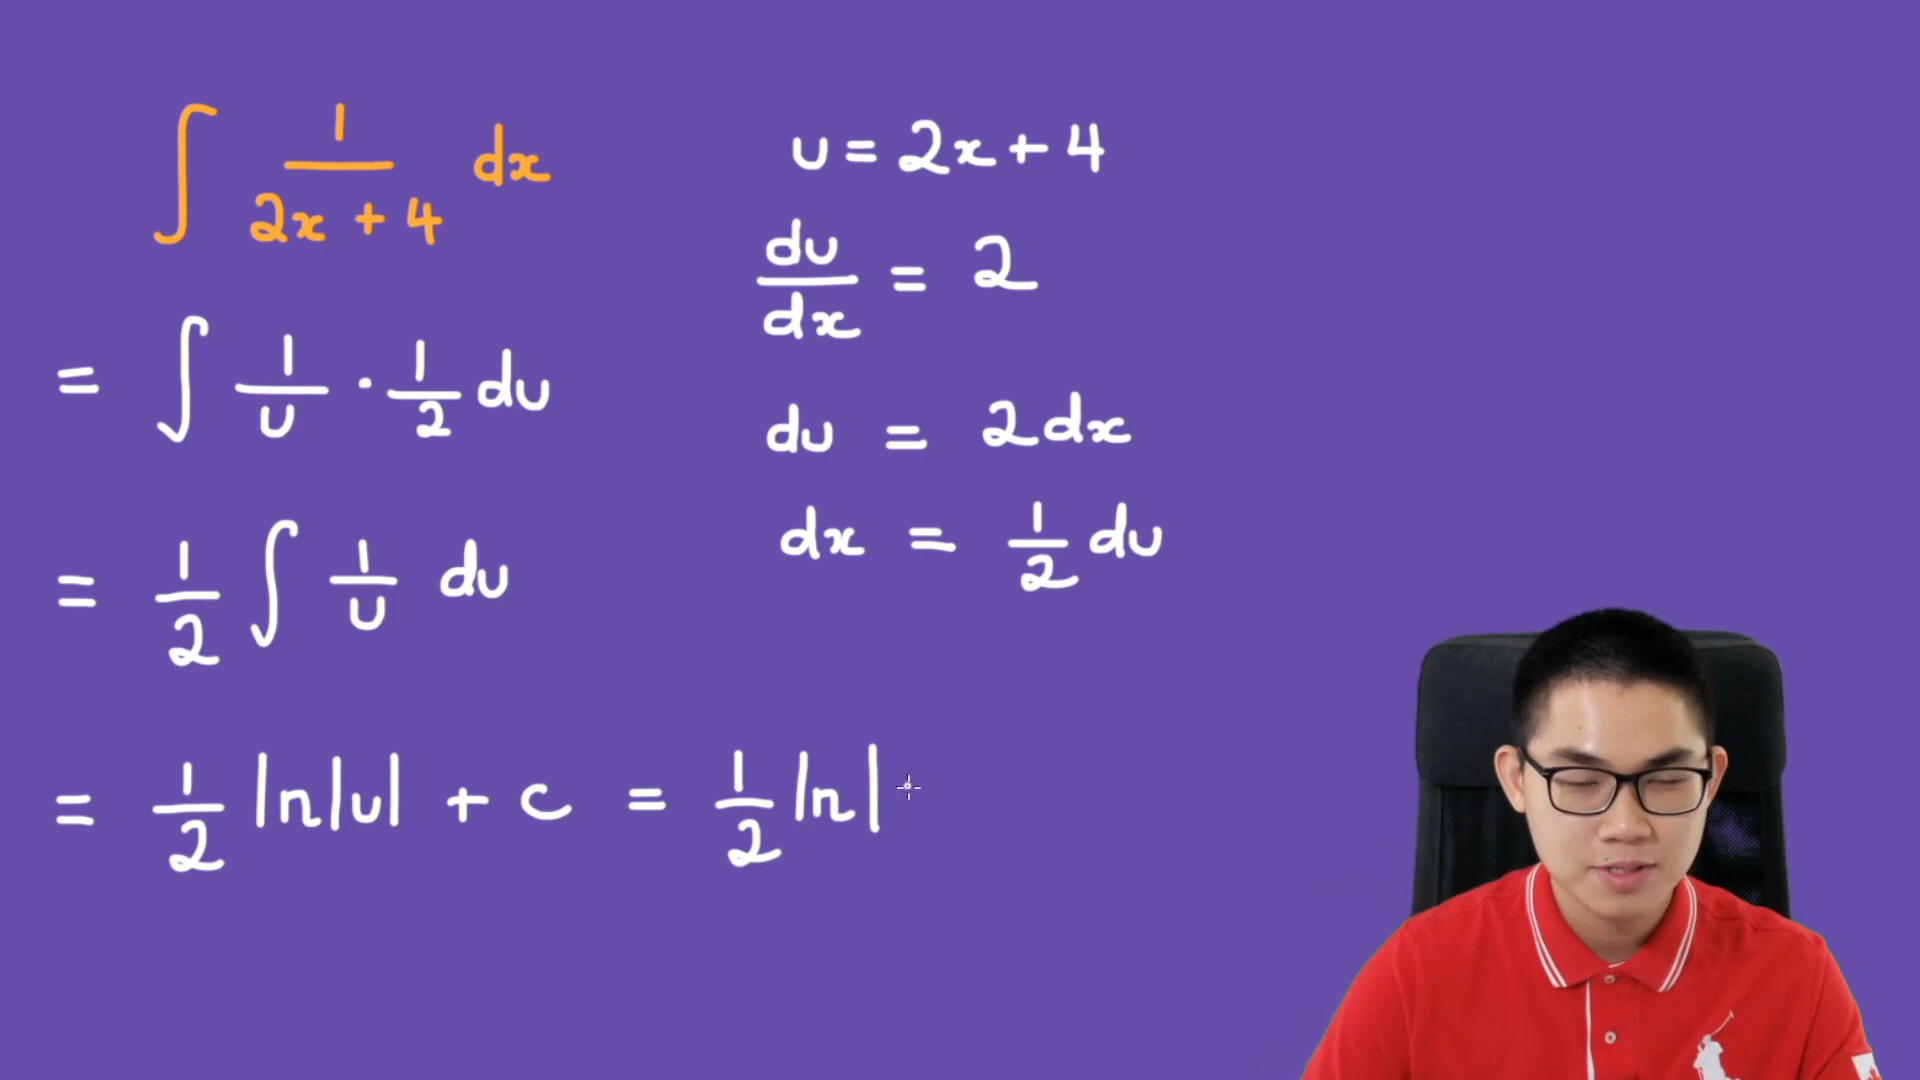 ∫ 1/(2x + 4) dx
= ∫ 1/u · 1/2 du
= 1/2 ∫ 1/u du
= 1/2 ln|u| + c = 1/2 ln|
u = 2x + 4
du/dx = 2
du = 2dx
dx = 1/2 du